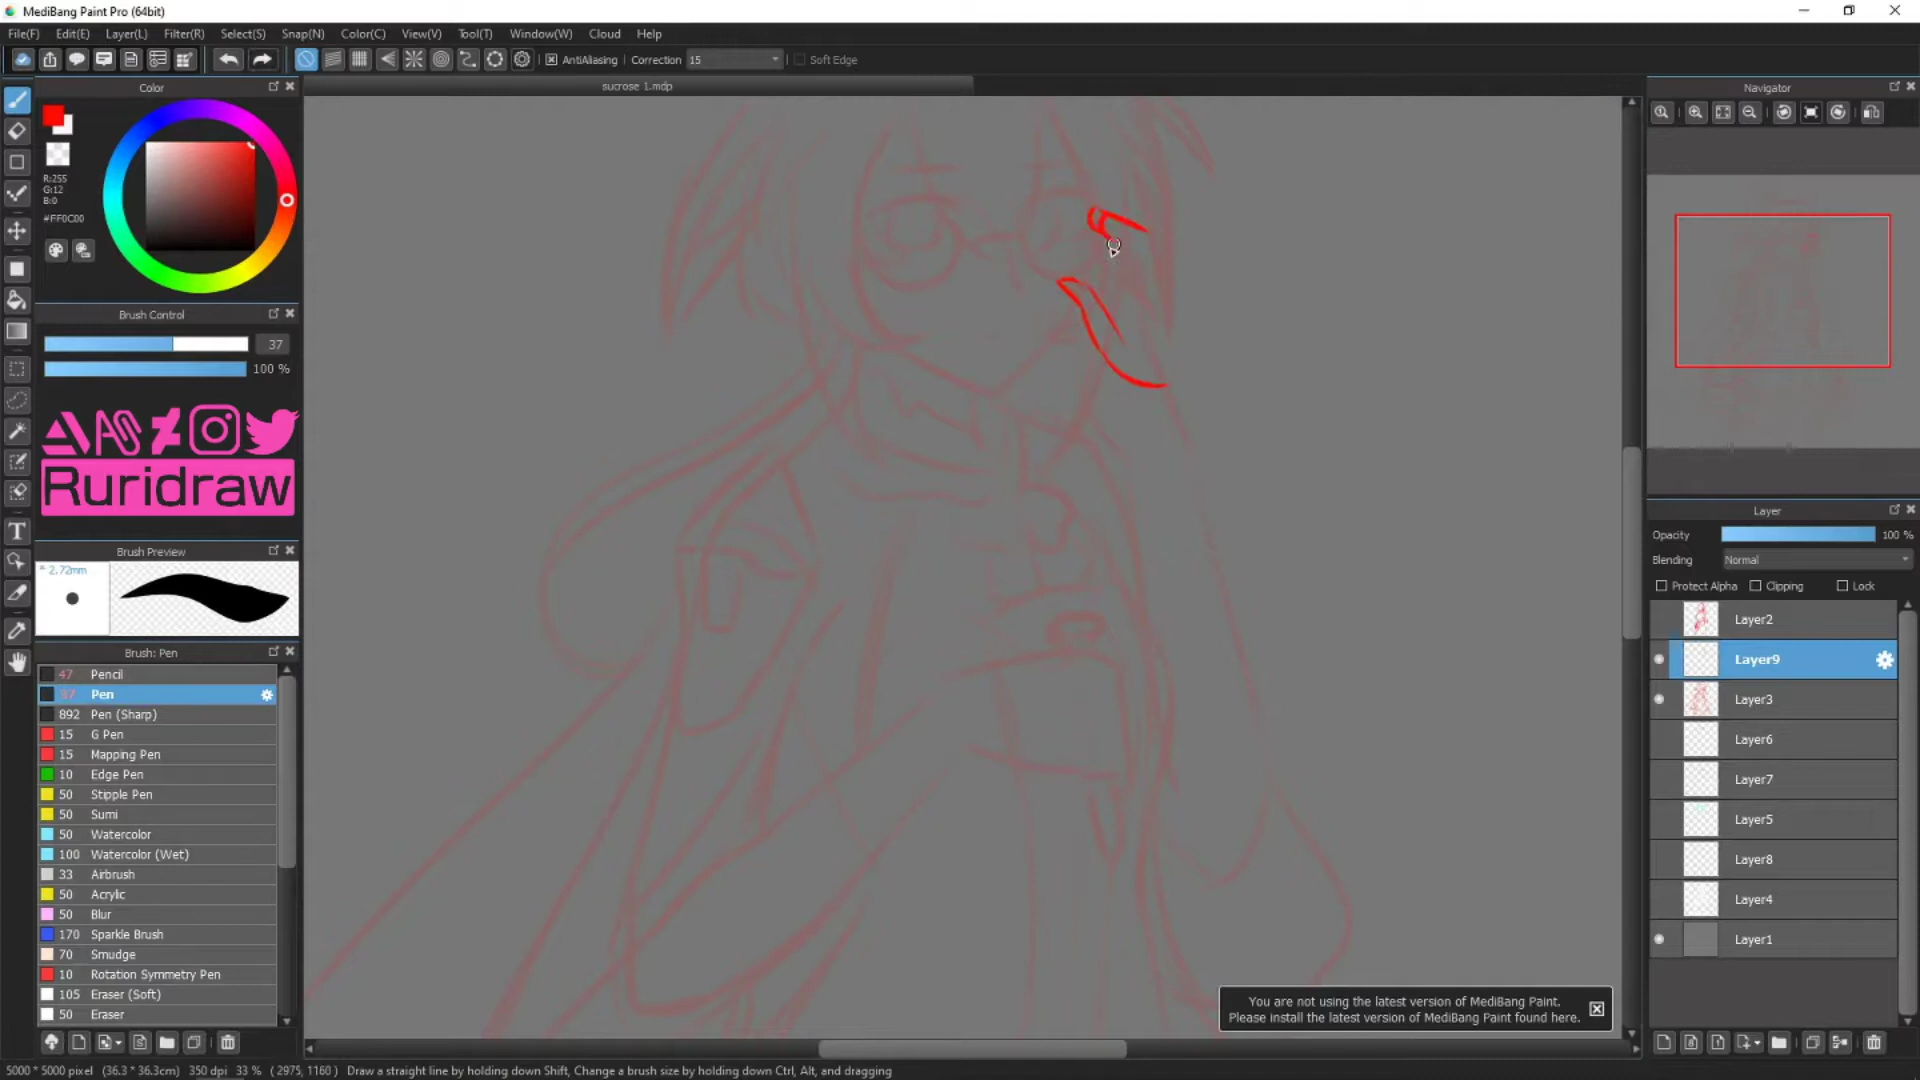 MediBang Paint Pro (64bit)
File(F) Edit(E) Layer(L) Filter(R) Select(S) Snap(N) Color(C) View(V) Tool(T) Window(W) Cloud Help
AntiAliasing Correction 15 Soft Edge
Color
sucrose 1.mdp
Navigator
R:255
G:12
B:0
#FF0C00
Brush Control
37
100 %
Ruridraw
Brush Preview
* 2.72mm
Brush: Pen
47 Pencil
37 Pen
892 Pen (Sharp)
15 G Pen
15 Mapping Pen
10 Edge Pen
50 Stipple Pen
50 Sumi
50 Watercolor
100 Watercolor (Wet)
33 Airbrush
50 Acrylic
50 Blur
170 Sparkle Brush
70 Smudge
10 Rotation Symmetry Pen
105 Eraser (Soft)
50 Eraser
Layer
Opacity 100 %
Blending Normal
Protect Alpha Clipping Lock
Layer2
Layer9
Layer3
Layer6
Layer7
Layer5
Layer8
Layer4
Layer1
You are not using the latest version of MediBang Paint.
Please install the latest version of MediBang Paint found here.
5000 * 5000 pixel (36.3 * 36.3cm) 350 dpi 33 % ( 2975, 1160 ) Draw a straight line by holding down Shift, Change a brush size by holding down Ctrl, Alt, and dragging